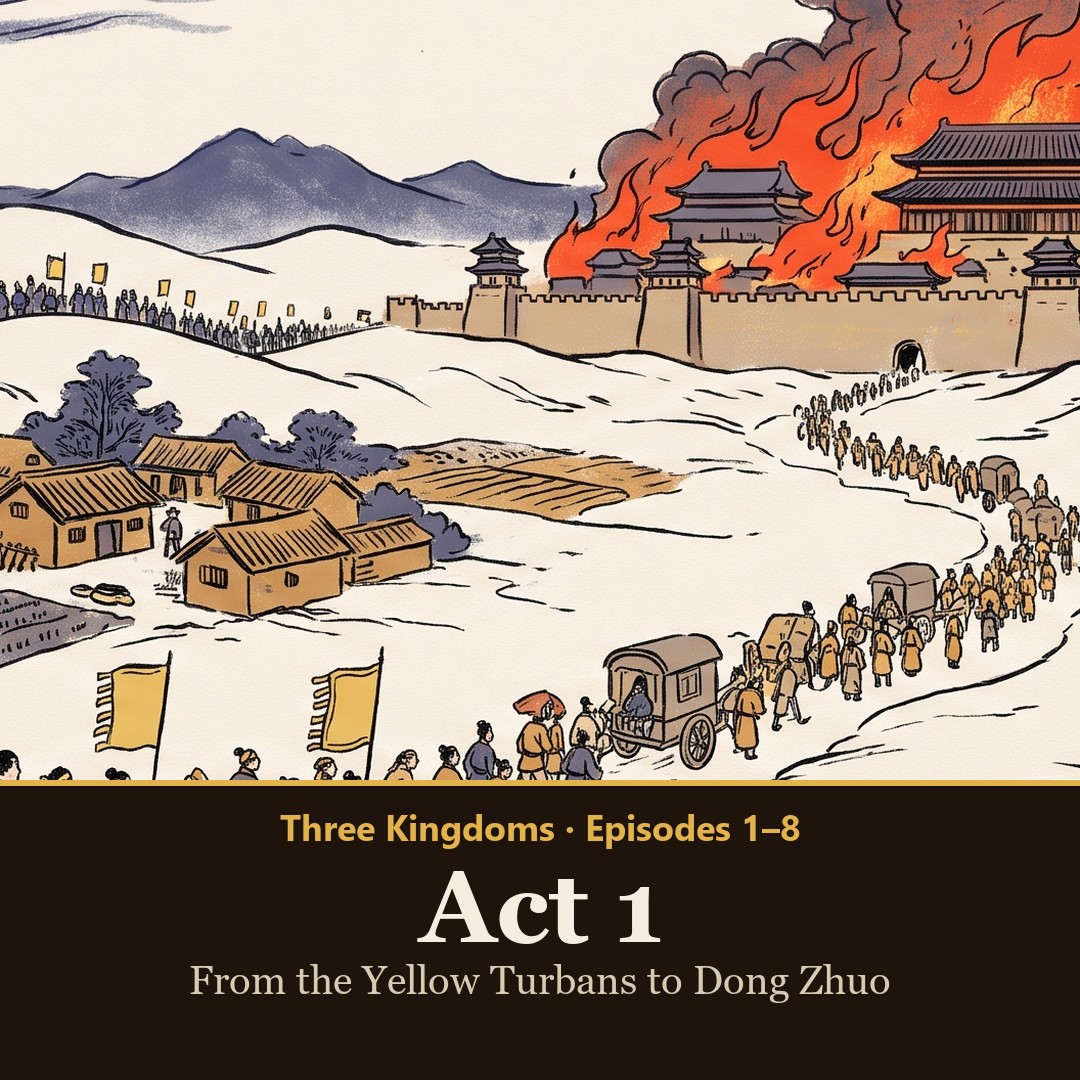 Three Kingdoms · Episodes 1–8
Act 1
From the Yellow Turbans to Dong Zhuo